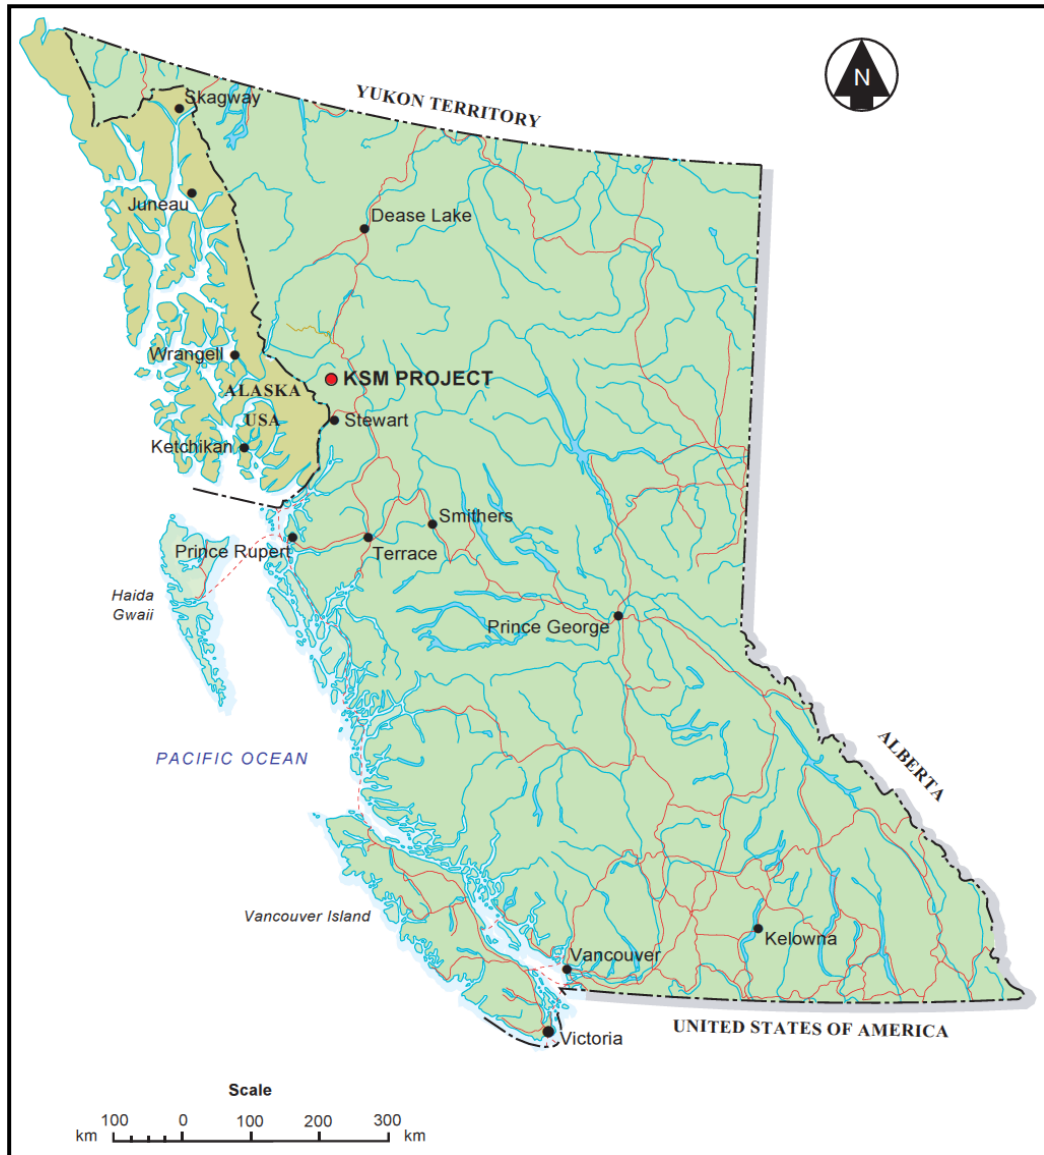 N
YUKON TERRITORY
Skagway
Juneau
Dease Lake
Wrangell
KSM PROJECT
ALASKA
USA
Stewart
Ketchikan
Smithers
Prince Rupert
Terrace
Haida
Gwaii
Prince George
PACIFIC OCEAN
ALBERTA
Vancouver Island
Kelowna
Vancouver
UNITED STATES OF AMERICA
Victoria
Scale
100 0 100 200 300
km km